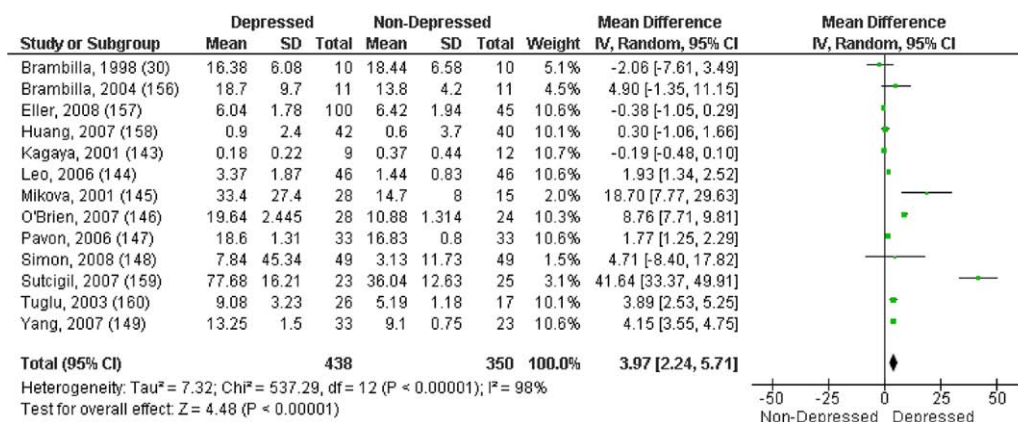 Depressed Non-Depressed Mean Difference Mean Difference
Study or Subgroup Mean SD Total Mean SD Total Weight IV, Random, 95% CI IV, Random, 95% CI
Brambilla, 1998 (30) 16.38 6.08 10 18.44 6.58 10 5.1% -2.06 [-7.61, 3.49]
Brambilla, 2004 (156) 18.7 9.7 11 13.8 4.2 11 4.5% 4.90 [-1.35, 11.15]
Eller, 2008 (157) 6.04 1.78 100 6.42 1.94 45 10.6% -0.38 [-1.05, 0.29]
Huang, 2007 (158) 0.9 2.4 42 0.6 3.7 40 10.1% 0.30 [-1.06, 1.66]
Kagaya, 2001 (143) 0.18 0.22 9 0.37 0.44 12 10.7% -0.19 [-0.48, 0.10]
Leo, 2006 (144) 3.37 1.87 46 1.44 0.83 46 10.6% 1.93 [1.34, 2.52]
Mikova, 2001 (145) 33.4 27.4 28 14.7 8 15 2.0% 18.70 [7.77, 29.63]
O'Brien, 2007 (146) 19.64 2.445 28 10.88 1.314 24 10.3% 8.76 [7.71, 9.81]
Pavon, 2006 (147) 18.6 1.31 33 16.83 0.8 33 10.6% 1.77 [1.25, 2.29]
Simon, 2008 (148) 7.84 45.34 49 3.13 11.73 49 1.5% 4.71 [-8.40, 17.82]
Sutcigil, 2007 (159) 77.68 16.21 23 36.04 12.63 25 3.1% 41.64 [33.37, 49.91]
Tuglu, 2003 (160) 9.08 3.23 26 5.19 1.18 17 10.1% 3.89 [2.53, 5.25]
Yang, 2007 (149) 13.25 1.5 33 9.1 0.75 23 10.6% 4.15 [3.55, 4.75]
Total (95% CI) 438 350 100.0% 3.97 [2.24, 5.71]
Heterogeneity: Tau² = 7.32; Chi² = 537.29, df = 12 (P < 0.00001); I² = 98%
Test for overall effect: Z = 4.48 (P < 0.00001)
-50 -25 0 25 50
Non-Depressed Depressed